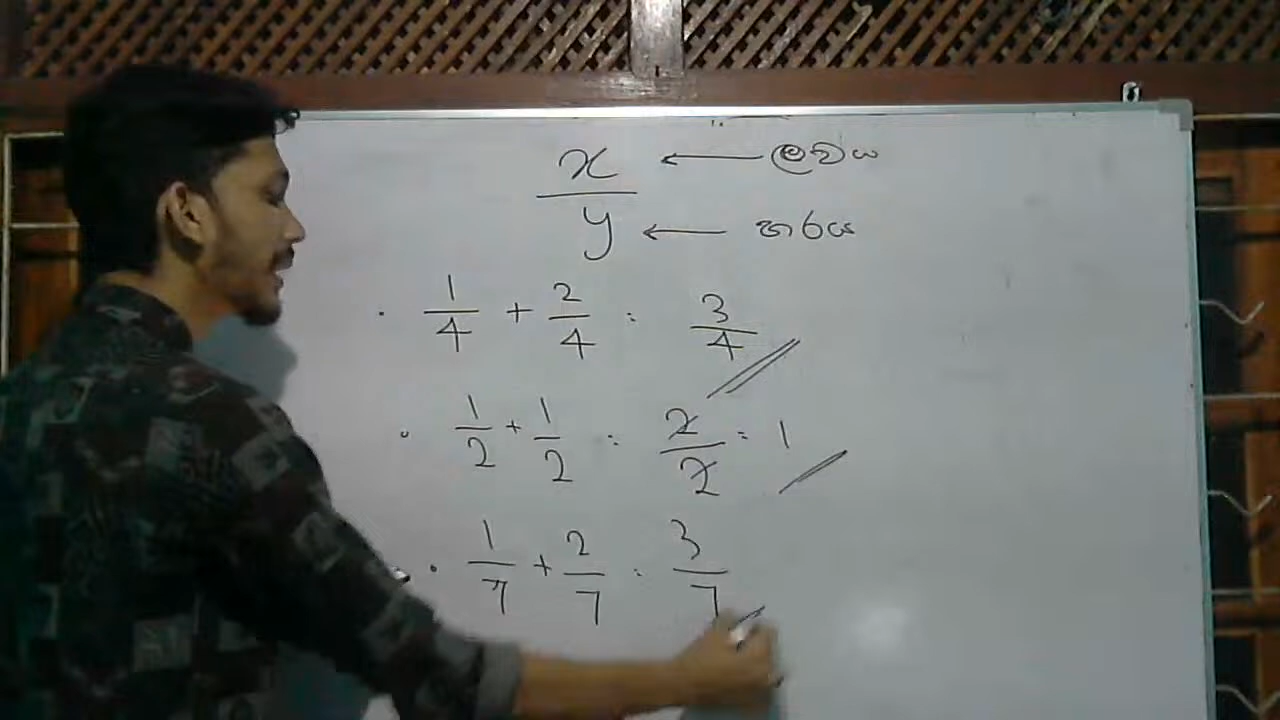 x ← ලවය
y ← හරය
· 1/4 + 2/4 = 3/4
· 1/2 + 1/2 = 2/2 = 1
· 1/7 + 2/7 = 3/7